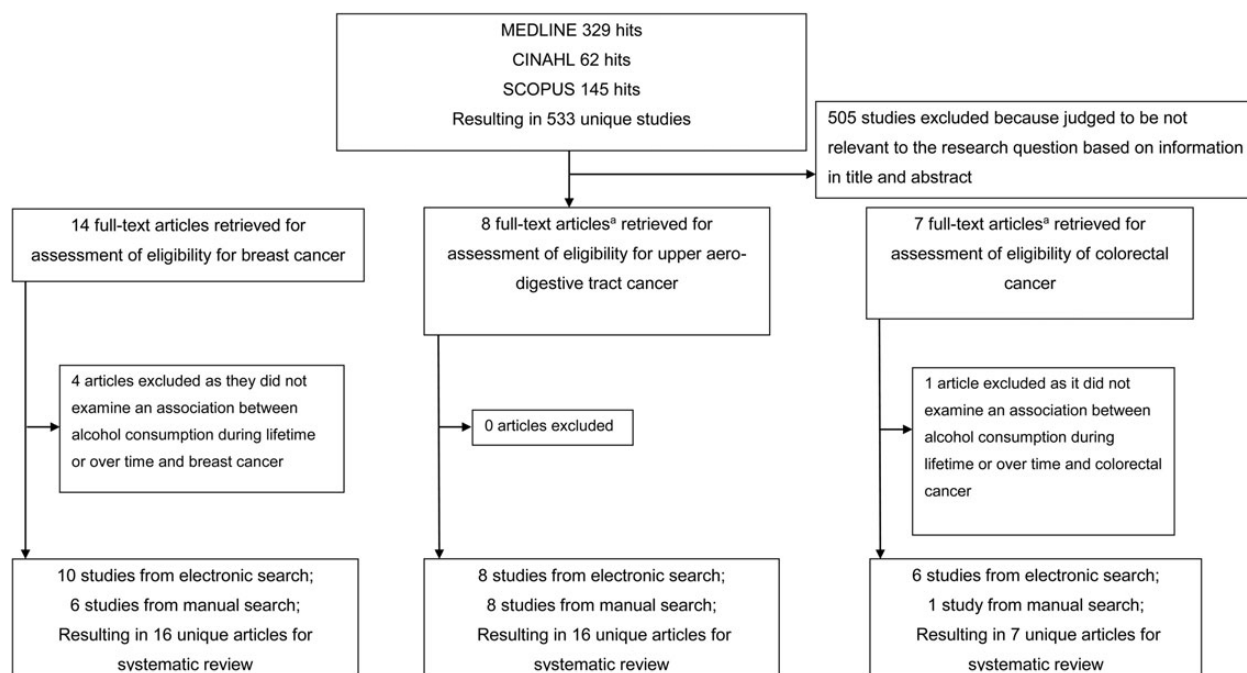 MEDLINE 329 hits
CINAHL 62 hits
SCOPUS 145 hits
Resulting in 533 unique studies
505 studies excluded because judged to be not
relevant to the research question based on information
in title and abstract
14 full-text articles retrieved for
assessment of eligibility for breast cancer
8 full-text articlesᵃ retrieved for
assessment of eligibility for upper aero-
digestive tract cancer
7 full-text articlesᵃ retrieved for
assessment of eligibility of colorectal
cancer
4 articles excluded as they did not
examine an association between
alcohol consumption during lifetime
or over time and breast cancer
0 articles excluded
1 article excluded as it did not
examine an association between
alcohol consumption during
lifetime or over time and colorectal
cancer
10 studies from electronic search;
6 studies from manual search;
Resulting in 16 unique articles for
systematic review
8 studies from electronic search;
8 studies from manual search;
Resulting in 16 unique articles for
systematic review
6 studies from electronic search;
1 study from manual search;
Resulting in 7 unique articles for
systematic review